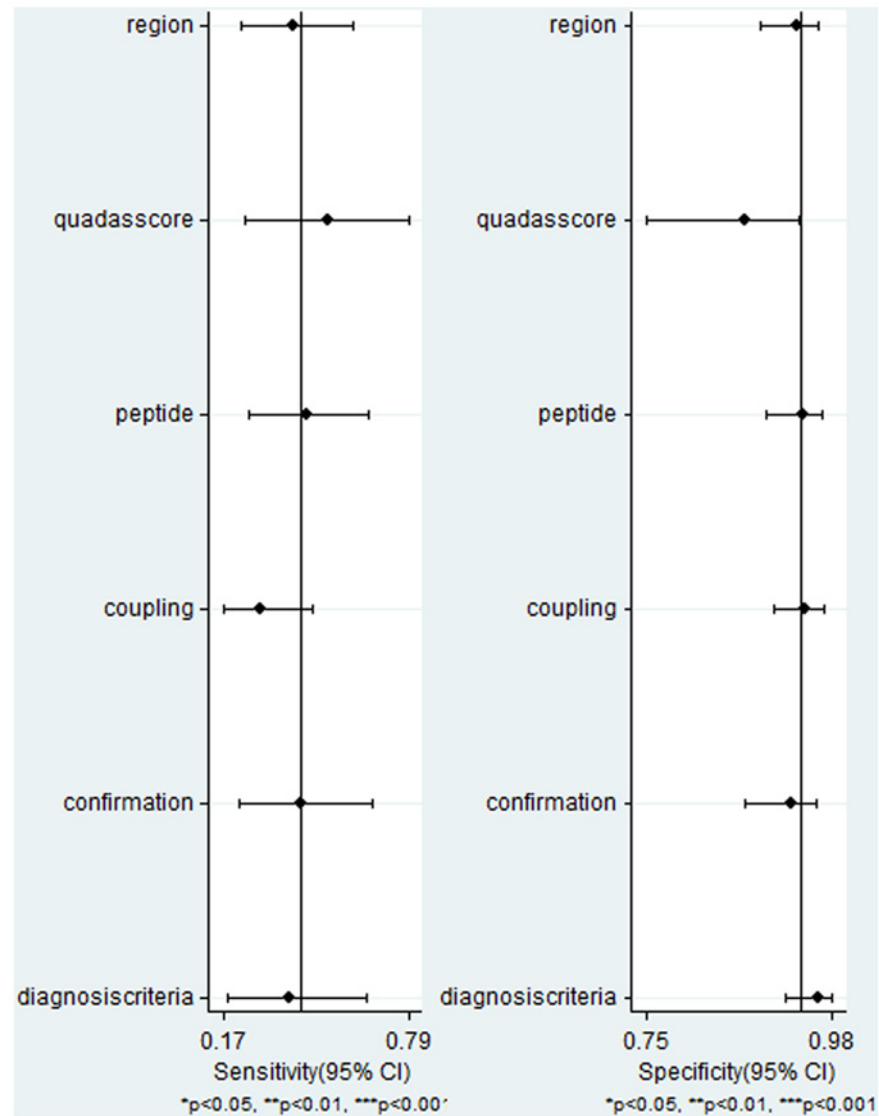 region
quadasscore
peptide
coupling
confirmation
diagnosiscriteria
0.17 0.79
Sensitivity(95% CI)
*p<0.05, **p<0.01, ***p<0.00
region
quadasscore
peptide
coupling
confirmation
diagnosiscriteria
0.75 0.98
Specificity(95% CI)
*p<0.05, **p<0.01, ***p<0.001